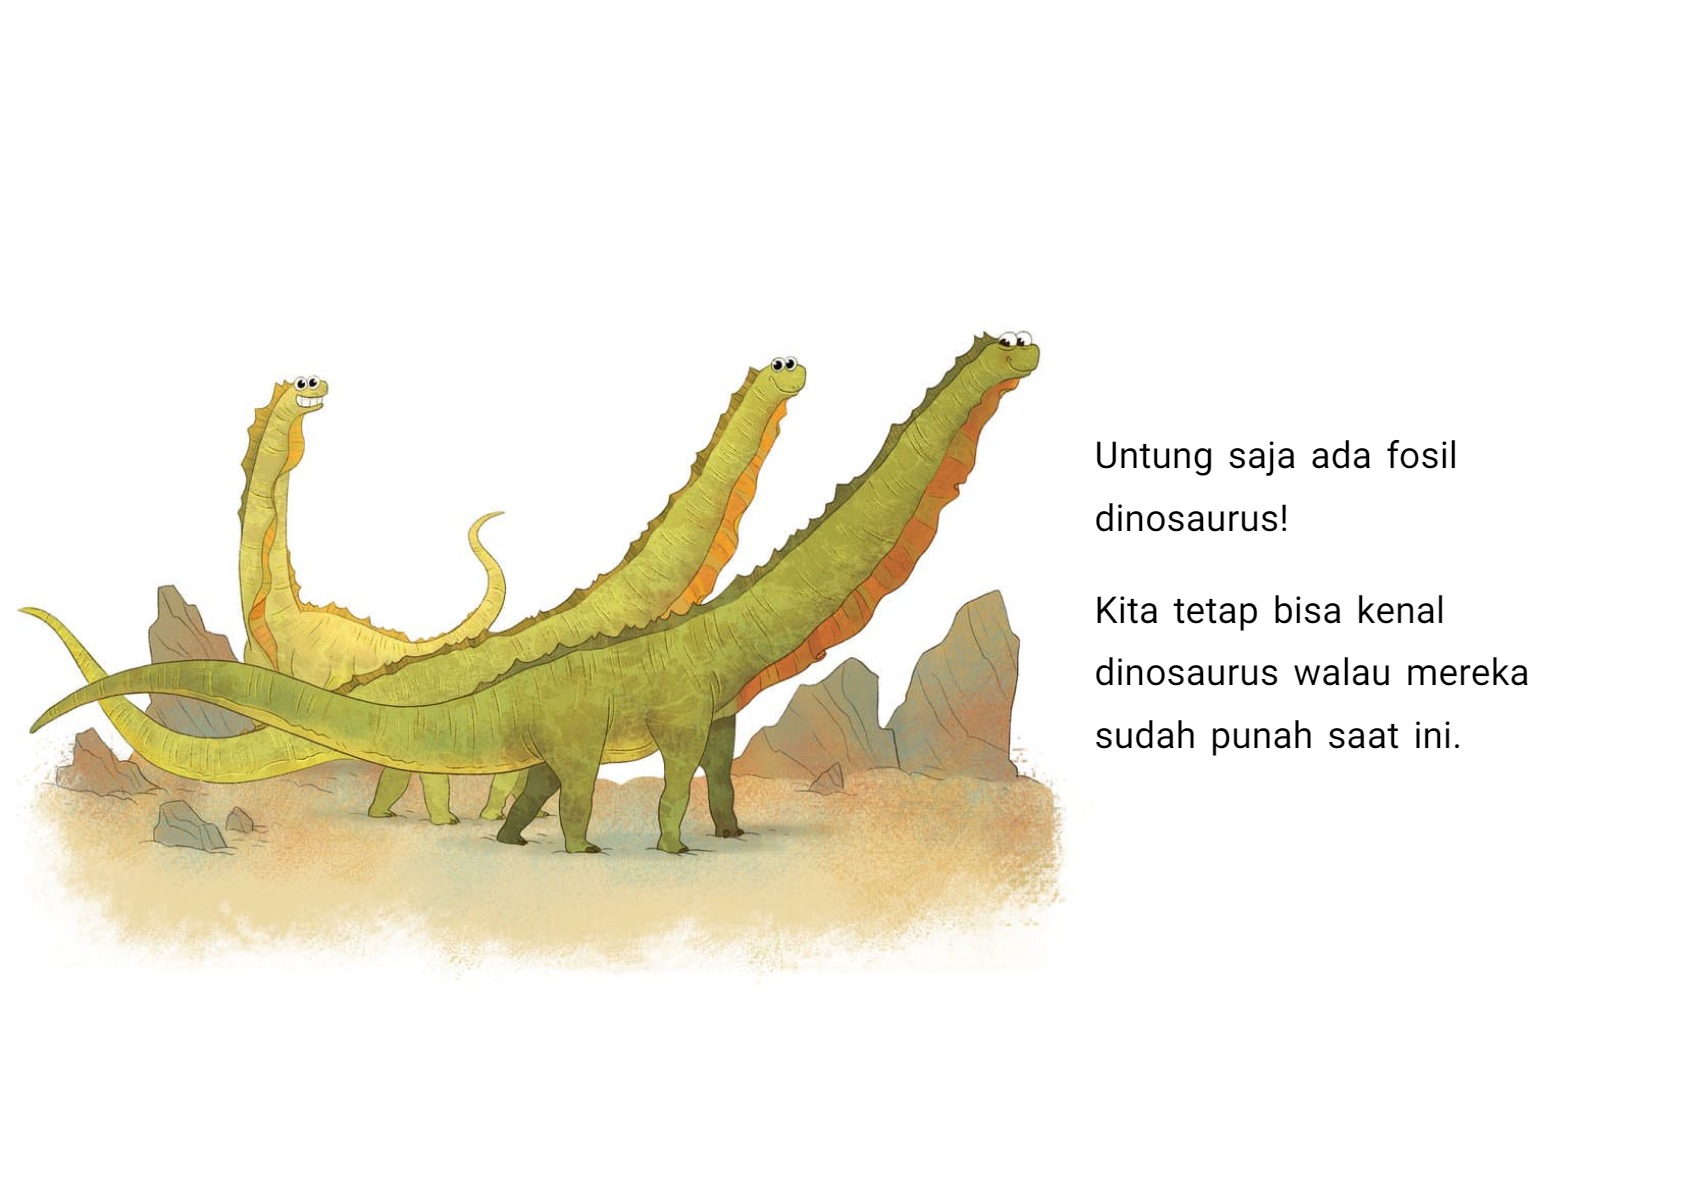 Untung saja ada fosil
dinosaurus!
Kita tetap bisa kenal
dinosaurus walau mereka
sudah punah saat ini.